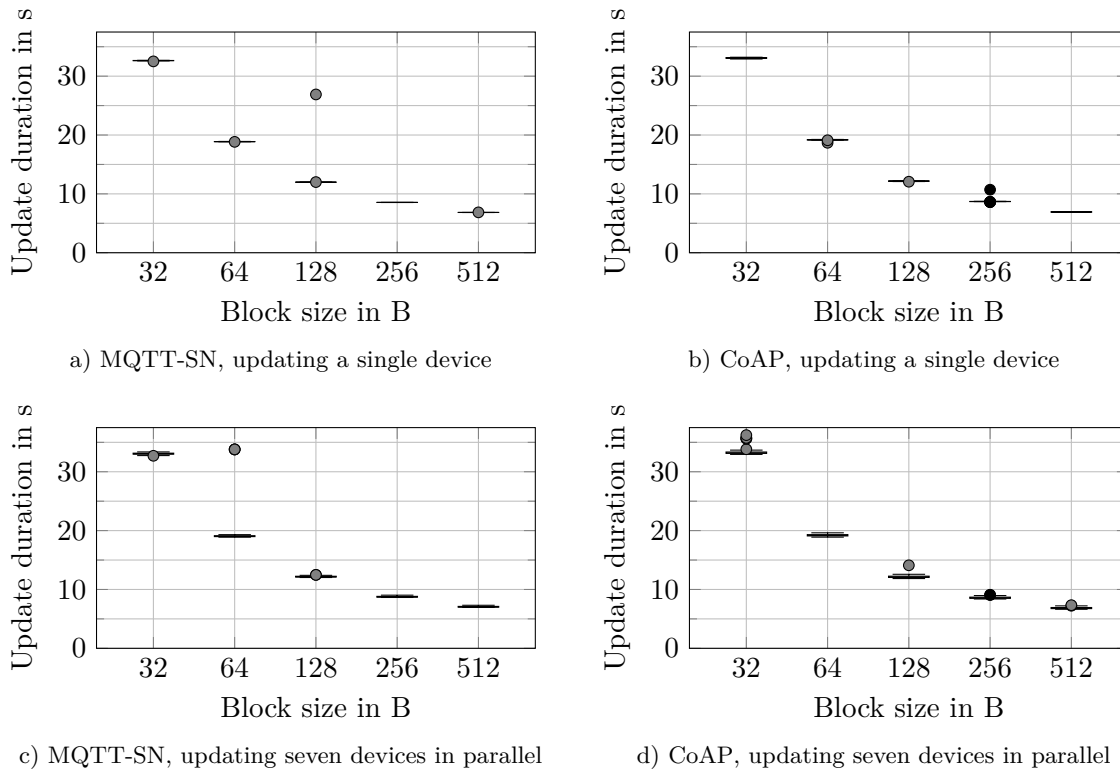 Update duration in s
30
20
10
0
32 64 128 256 512
Block size in B
a) MQTT-SN, updating a single device
Update duration in s
30
20
10
0
32 64 128 256 512
Block size in B
b) CoAP, updating a single device
Update duration in s
30
20
10
0
32 64 128 256 512
Block size in B
c) MQTT-SN, updating seven devices in parallel
Update duration in s
30
20
10
0
32 64 128 256 512
Block size in B
d) CoAP, updating seven devices in parallel